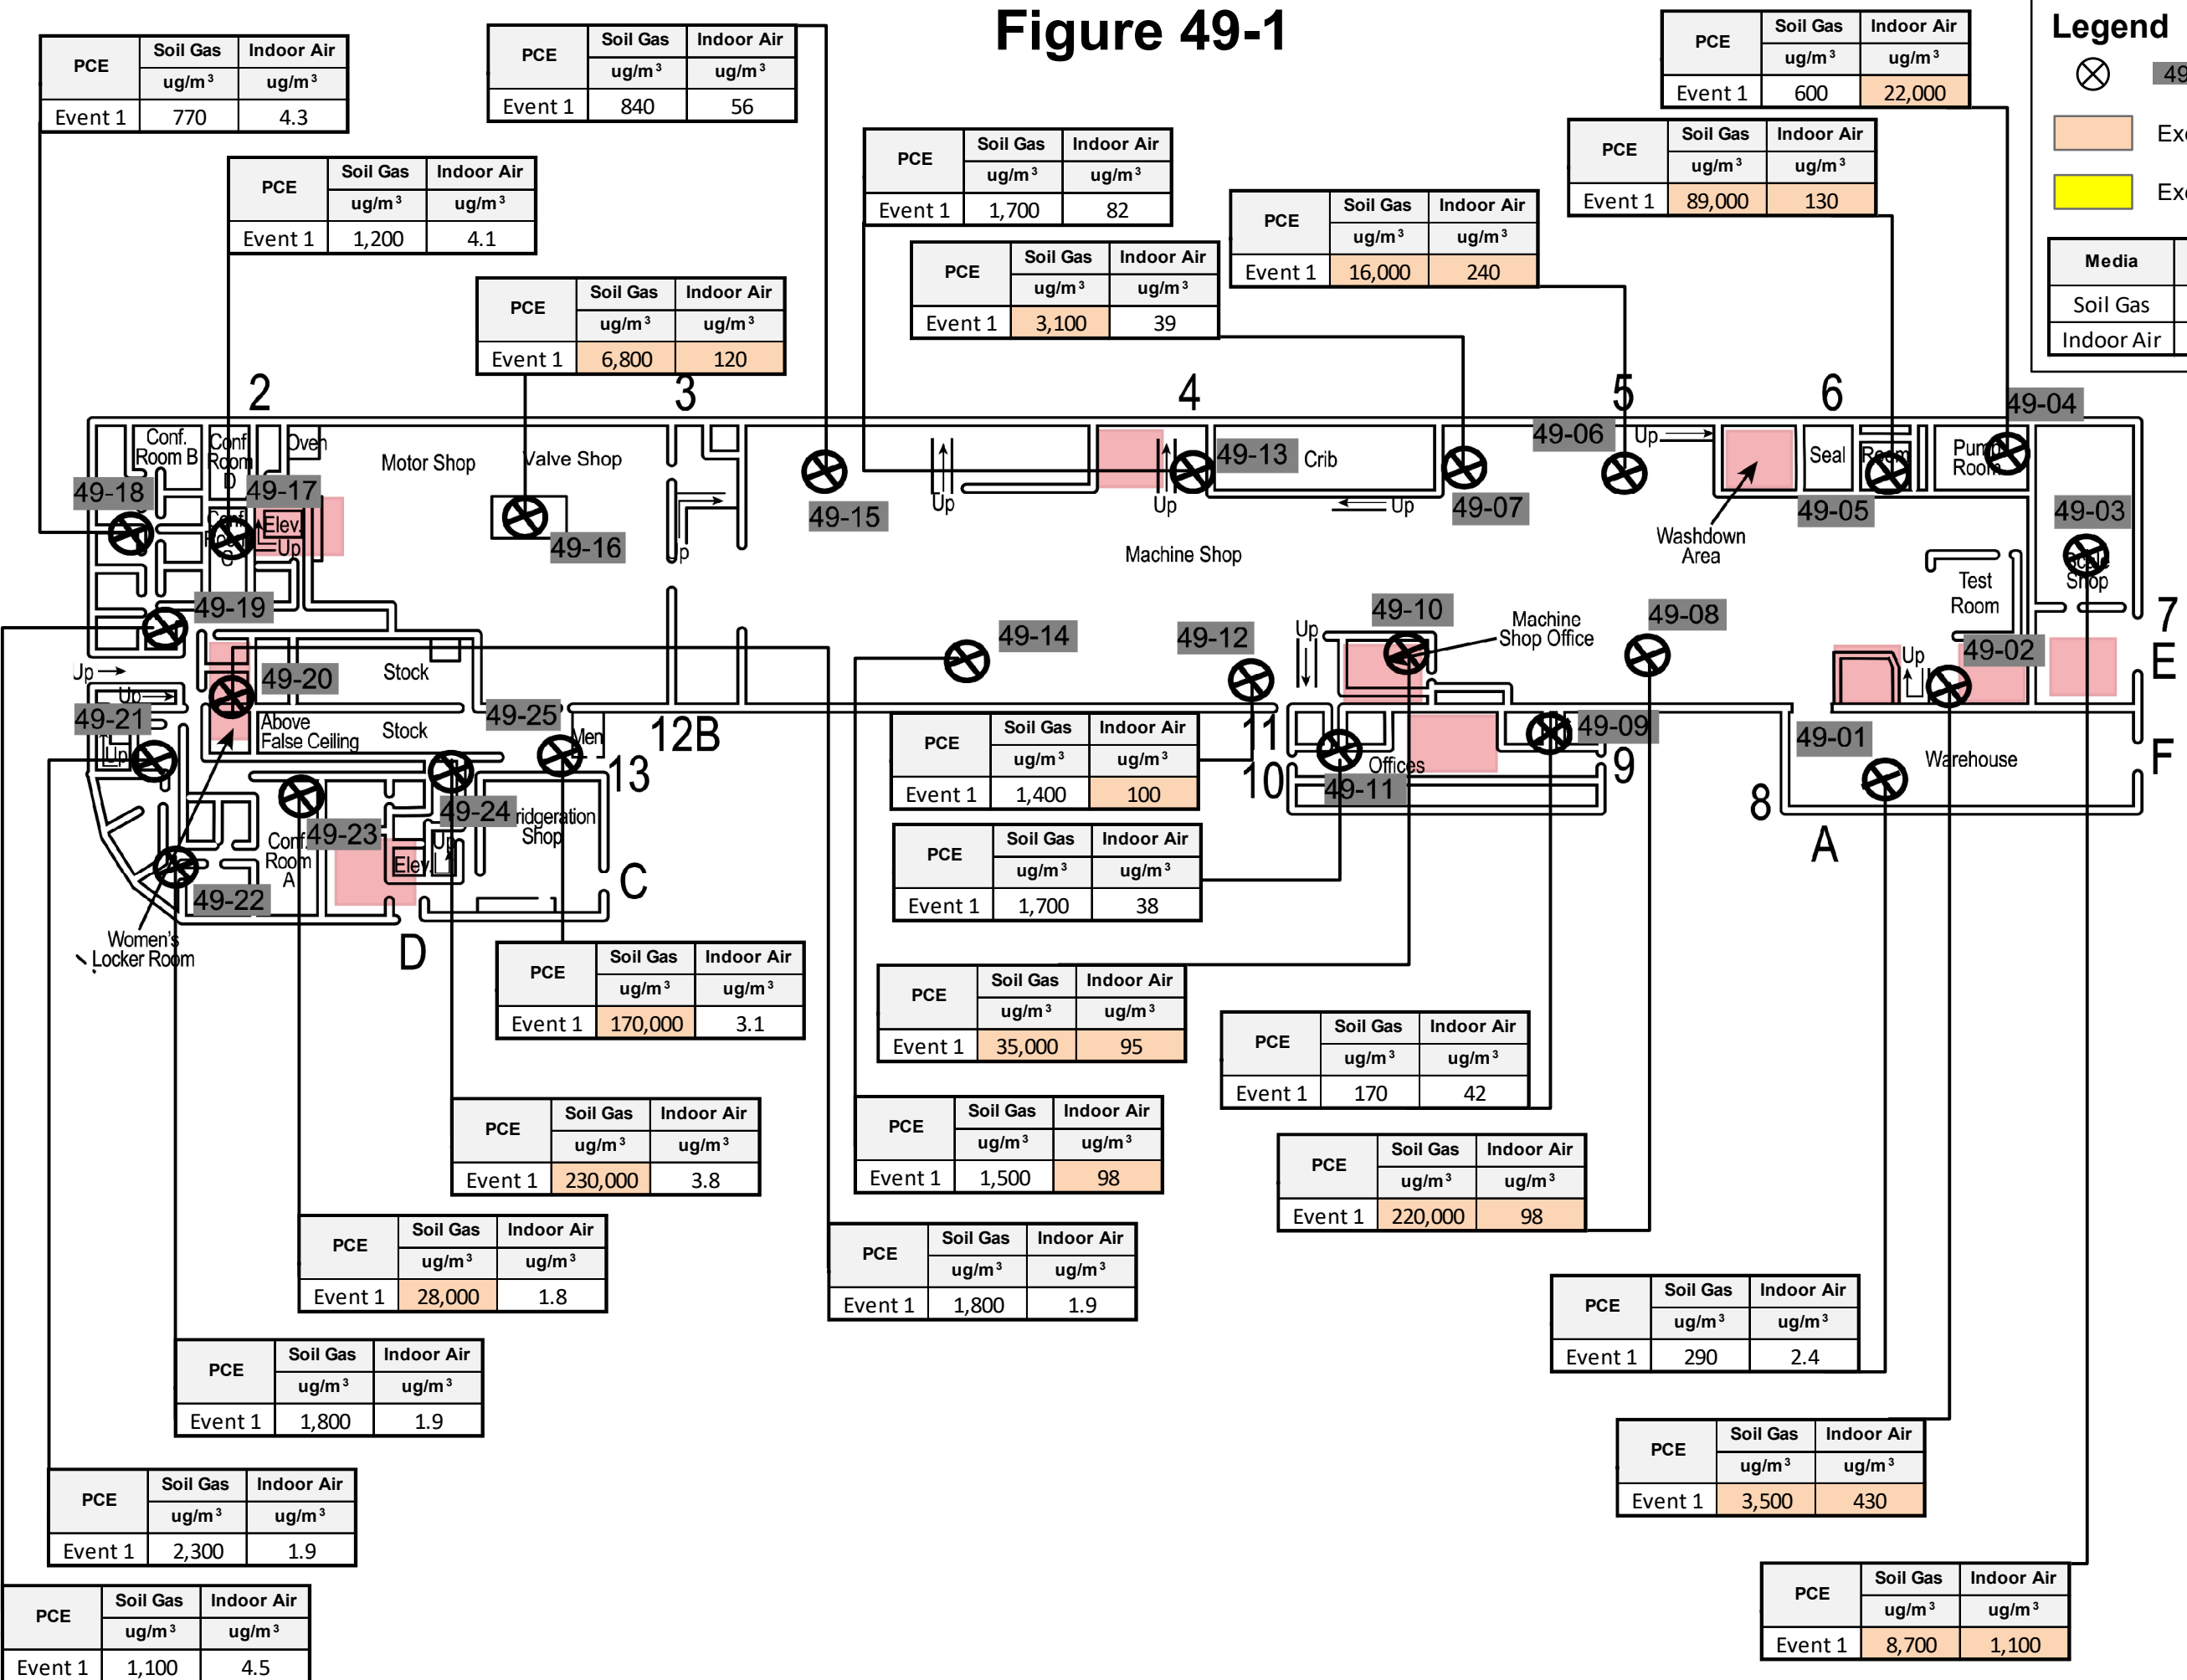 Figure 49-1
Legend
49
Exc
Exc
Media
Soil Gas
Indoor Air
PCE Soil Gas Indoor Air
ug/m³ ug/m³
Event 1 770 4.3
PCE Soil Gas Indoor Air
ug/m³ ug/m³
Event 1 840 56
PCE Soil Gas Indoor Air
ug/m³ ug/m³
Event 1 600 22,000
PCE Soil Gas Indoor Air
ug/m³ ug/m³
Event 1 1,700 82
PCE Soil Gas Indoor Air
ug/m³ ug/m³
Event 1 89,000 130
PCE Soil Gas Indoor Air
ug/m³ ug/m³
Event 1 1,200 4.1
PCE Soil Gas Indoor Air
ug/m³ ug/m³
Event 1 16,000 240
PCE Soil Gas Indoor Air
ug/m³ ug/m³
Event 1 3,100 39
PCE Soil Gas Indoor Air
ug/m³ ug/m³
Event 1 6,800 120
2 3 4 5 6
49-04
Conf.
Room B
Conf
Room
D
Oven
Motor Shop
Valve Shop
49-13
Crib
49-06
Up
Seal
Room
Pump
Room
49-18
49-17
49-15
49-16
Up
Up
Up
49-07
49-05
49-03
Conf
Room
C
Elev.
Up
Up
Machine Shop
Washdown
Area
Scale
Shop
Test
Room
7
49-19
49-14
49-12
Up
49-10
Machine
Shop Office
49-08
49-02
E
Up
Up
Up
49-20
Stock
49-21
Above
False Ceiling
Stock
49-25
Men
12B
11
49-09
49-01
Warehouse
F
Up
13
10
Offices
9
49-11
8
A
49-23
49-24
ridgeration
Shop
Conf.
Room
A
Elev.
Up
C
49-22
Women's
Locker Room
D
PCE Soil Gas Indoor Air
ug/m³ ug/m³
Event 1 1,400 100
PCE Soil Gas Indoor Air
ug/m³ ug/m³
Event 1 1,700 38
PCE Soil Gas Indoor Air
ug/m³ ug/m³
Event 1 170,000 3.1
PCE Soil Gas Indoor Air
ug/m³ ug/m³
Event 1 35,000 95
PCE Soil Gas Indoor Air
ug/m³ ug/m³
Event 1 170 42
PCE Soil Gas Indoor Air
ug/m³ ug/m³
Event 1 230,000 3.8
PCE Soil Gas Indoor Air
ug/m³ ug/m³
Event 1 1,500 98
PCE Soil Gas Indoor Air
ug/m³ ug/m³
Event 1 220,000 98
PCE Soil Gas Indoor Air
ug/m³ ug/m³
Event 1 28,000 1.8
PCE Soil Gas Indoor Air
ug/m³ ug/m³
Event 1 1,800 1.9
PCE Soil Gas Indoor Air
ug/m³ ug/m³
Event 1 290 2.4
PCE Soil Gas Indoor Air
ug/m³ ug/m³
Event 1 1,800 1.9
PCE Soil Gas Indoor Air
ug/m³ ug/m³
Event 1 3,500 430
PCE Soil Gas Indoor Air
ug/m³ ug/m³
Event 1 2,300 1.9
PCE Soil Gas Indoor Air
ug/m³ ug/m³
Event 1 8,700 1,100
PCE Soil Gas Indoor Air
ug/m³ ug/m³
Event 1 1,100 4.5